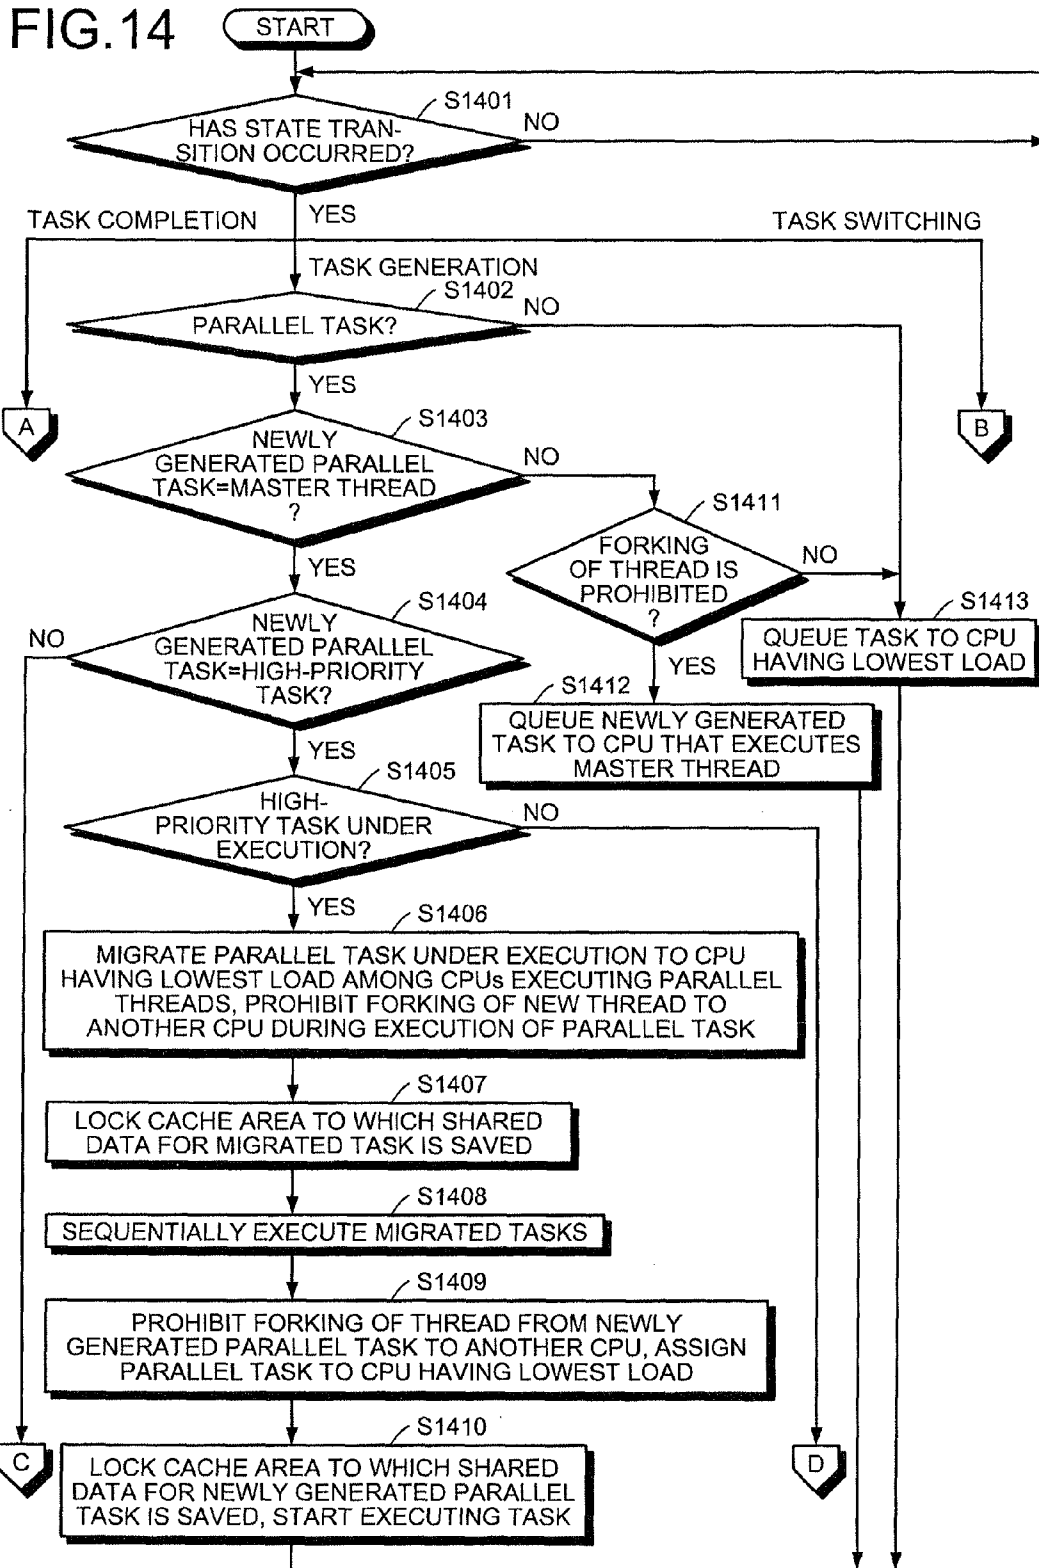 FIG.14
START
S1401
HAS STATE TRAN-
SITION OCCURRED?
NO
YES
TASK COMPLETION
TASK SWITCHING
TASK GENERATION
S1402
PARALLEL TASK?
NO
YES
A
B
S1403
NEWLY
GENERATED PARALLEL
TASK=MASTER THREAD
?
NO
YES
S1411
FORKING
OF THREAD IS
PROHIBITED
?
NO
YES
S1413
QUEUE TASK TO CPU
HAVING LOWEST LOAD
S1404
NEWLY
GENERATED PARALLEL
TASK=HIGH-PRIORITY
TASK?
NO
YES
S1412
QUEUE NEWLY GENERATED
TASK TO CPU THAT EXECUTES
MASTER THREAD
S1405
HIGH-
PRIORITY TASK UNDER
EXECUTION?
NO
YES
S1406
MIGRATE PARALLEL TASK UNDER EXECUTION TO CPU
HAVING LOWEST LOAD AMONG CPUs EXECUTING PARALLEL
THREADS, PROHIBIT FORKING OF NEW THREAD TO
ANOTHER CPU DURING EXECUTION OF PARALLEL TASK
S1407
LOCK CACHE AREA TO WHICH SHARED
DATA FOR MIGRATED TASK IS SAVED
S1408
SEQUENTIALLY EXECUTE MIGRATED TASKS
S1409
PROHIBIT FORKING OF THREAD FROM NEWLY
GENERATED PARALLEL TASK TO ANOTHER CPU, ASSIGN
PARALLEL TASK TO CPU HAVING LOWEST LOAD
S1410
LOCK CACHE AREA TO WHICH SHARED
DATA FOR NEWLY GENERATED PARALLEL
TASK IS SAVED, START EXECUTING TASK
C
D